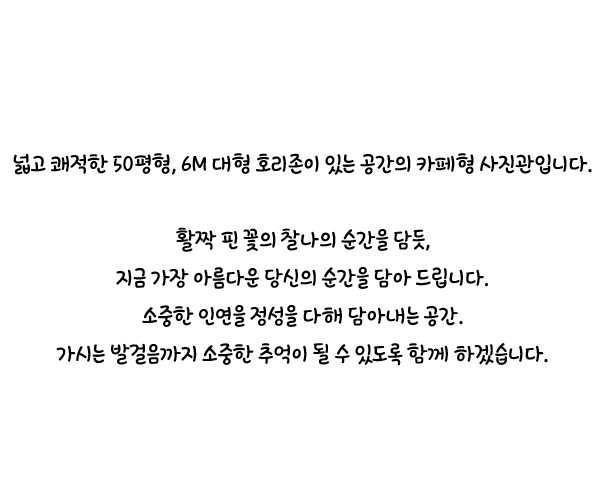 넓고 쾌적한 50평형, 6M 대형 호리존이 있는 공간의 카페형 사진관입니다.
활짝 핀 꽃의 찰나의 순간을 담듯,
지금 가장 아름다운 당신의 순간을 담아 드립니다.
소중한 인연을 정성을 다해 담아내는 공간.
가시는 발걸음까지 소중한 추억이 될 수 있도록 함께 하겠습니다.